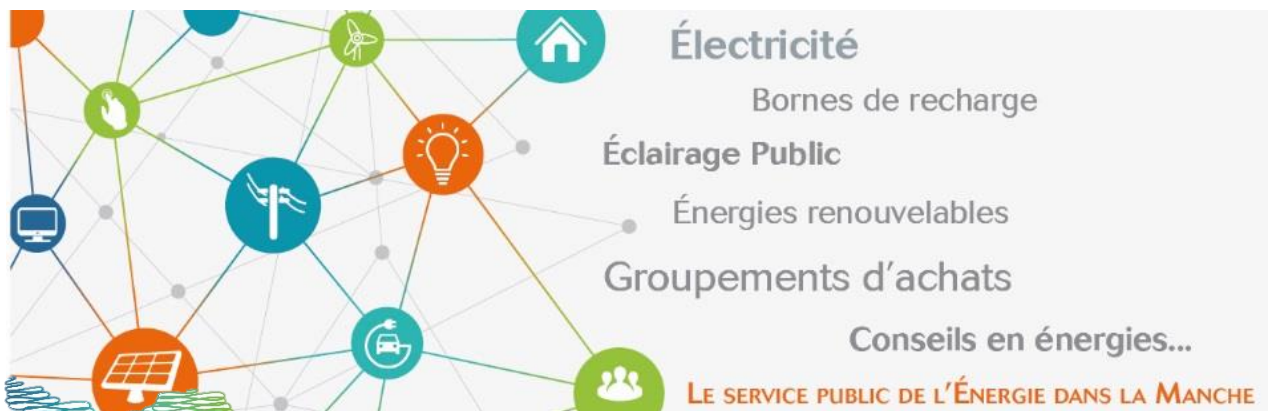 Électricité
Bornes de recharge
Éclairage Public
Énergies renouvelables
Groupements d'achats
Conseils en énergies...
LE SERVICE PUBLIC DE L'ÉNERGIE DANS LA MANCHE